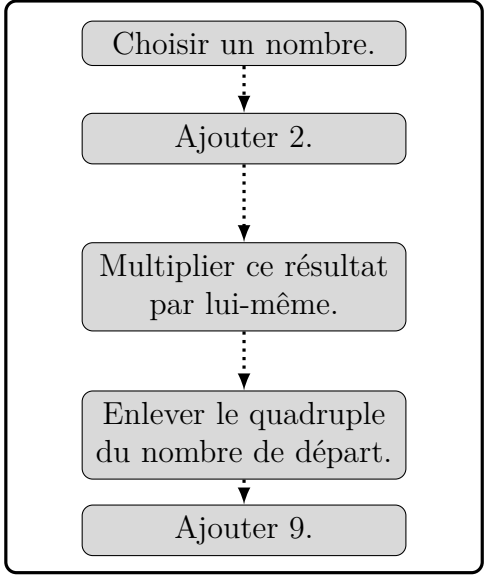 Choisir un nombre.
Ajouter 2.
Multiplier ce résultat
par lui-même.
Enlever le quadruple
du nombre de départ.
Ajouter 9.